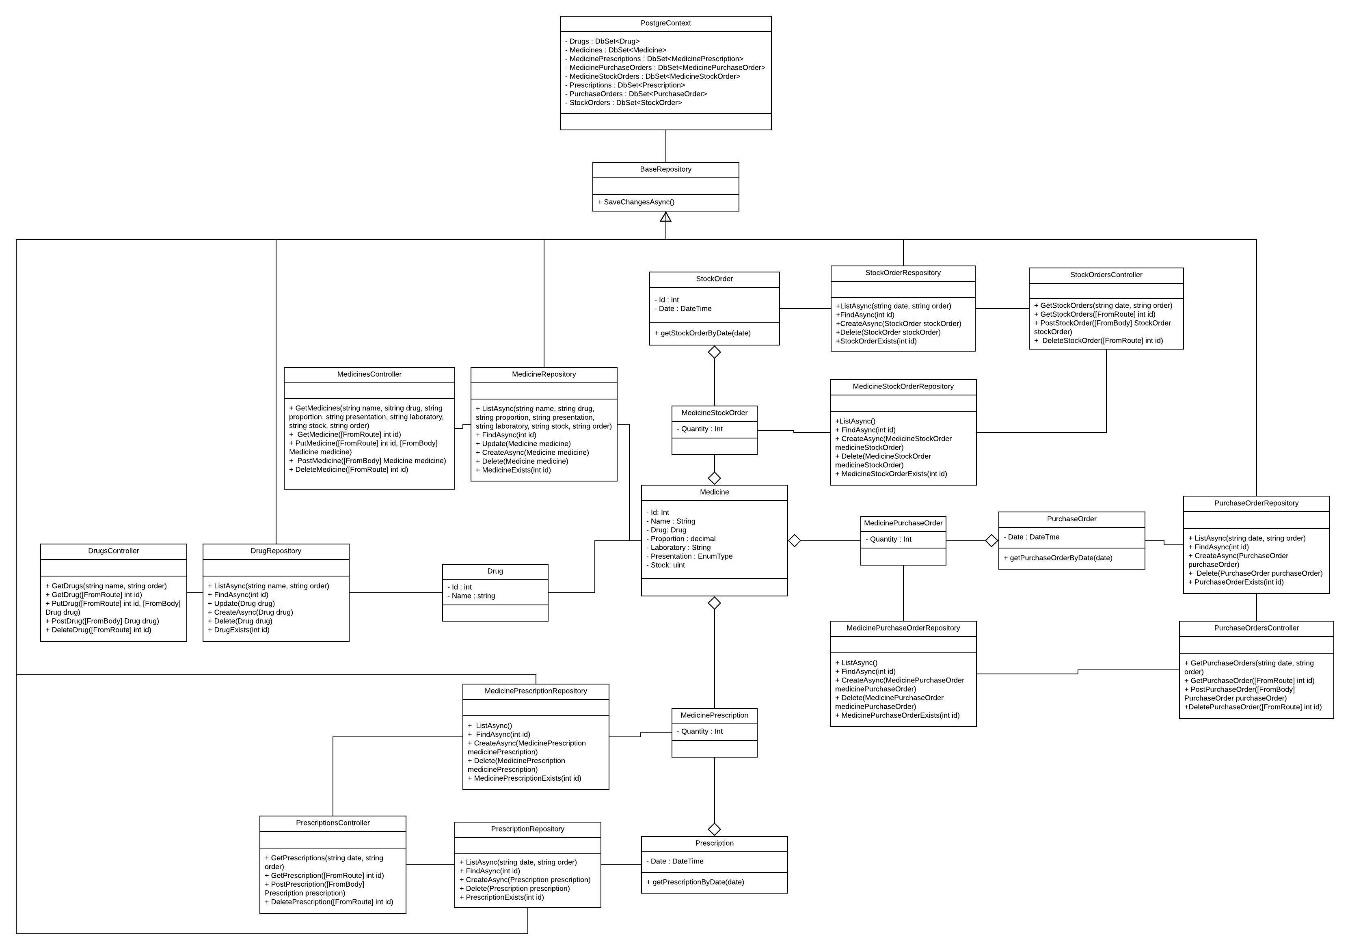 PostgreContext
- Drugs : DbSet<Drug>
- Medicines : DbSet<Medicine>
- MedicinePrescriptions : DbSet<MedicinePrescription>
- MedicinePurchaseOrders : DbSet<MedicinePurchaseOrder>
- MedicineStockOrders : DbSet<MedicineStockOrder>
- Prescriptions : DbSet<Prescription>
- PurchaseOrders : DbSet<PurchaseOrder>
- StockOrders : DbSet<StockOrder>
BaseRepository
+ SaveChangesAsync()
StockOrder
- Id : Int
- Date : DateTime
+ getStockOrderByDate(date)
StockOrderRespository
+ListAsync(string date, string order)
+FindAsync(int id)
+CreateAsync(StockOrder stockOrder)
+Delete(StockOrder stockOrder)
+StockOrderExists(int id)
StockOrdersController
+ GetStockOrders(string date, string order)
+ GetStockOrders([FromRoute] int id)
+ PostStockOrder([FromBody] StockOrder
stockOrder)
+ DeleteStockOrder([FromRoute] int id)
MedicinesController
+ GetMedicines(string name, sitring drug, string
proportion, string presentation, string laboratory,
string stock, string order)
+ GetMedicine([FromRoute] int id)
+ PutMedicine([FromRoute] int id, [FromBody]
Medicine medicine)
+ PostMedicine([FromBody] Medicine medicine)
+ DeleteMedicine([FromRoute] int id)
MedicineRepository
+ ListAsync(string name, string drug,
string proportion, string presentation,
string laboratory, string stock, string order)
+ FindAsync(int id)
+ Update(Medicine medicine)
+ CreateAsync(Medicine medicine)
+ Delete(Medicine medicine)
+ MedicineExists(int id)
MedicineStockOrder
- Quantity : Int
MedicineStockOrderRepository
+ListAsync()
+ FindAsync(int id)
+ CreateAsync(MedicineStockOrder
medicineStockOrder)
+ Delete(MedicineStockOrder
medicineStockOrder)
+ MedicineStockOrderExists(int id)
Medicine
- Id: Int
- Name : String
- Drug: Drug
- Proportion : decimal
- Laboratory : String
- Presentation : EnumType
- Stock: uint
MedicinePurchaseOrder
- Quantity : Int
PurchaseOrder
- Date : DateTme
+ getPurchaseOrderByDate(date)
PurchaseOrderRepository
+ ListAsync(string date, string order)
+ FindAsync(int id)
+ CreateAsync(PurchaseOrder
purchaseOrder)
+ Delete(PurchaseOrder purchaseOrder)
+ PurchaseOrderExists(int id)
DrugsController
+ GetDrugs(string name, string order)
+ GetDrug([FromRoute] int id)
+ PutDrug([FromRoute] int id, [FromBody]
Drug drug)
+ PostDrug([FromBody] Drug drug)
+ DeleteDrug([FromRoute] int id)
DrugRepository
+ ListAsync(string name, string order)
+ FindAsync(int id)
+ Update(Drug drug)
+ CreateAsync(Drug drug)
+ Delete(Drug drug)
+ DrugExists(int id)
Drug
- Id : int
- Name : string
MedicinePurchaseOrderRepository
+ ListAsync()
+ FindAsync(int id)
+ CreateAsync(MedicinePurchaseOrder
medicinePurchaseOrder)
+ Delete(MedicinePurchaseOrder
medicinePurchaseOrder)
+ MedicinePurchaseOrderExists(int id)
PurchaseOrdersController
+ GetPurchaseOrders(string date, string
order)
+ GetPurchaseOrder([FromRoute] int id)
+ PostPurchaseOrder([FromBody]
PurchaseOrder purchaseOrder)
+DeletePurchaseOrder([FromRoute] int id)
MedicinePrescriptionRepository
+ ListAsync()
+ FindAsync(int id)
+ CreateAsync(MedicinePrescription
medicinePrescription)
+ Delete(MedicinePrescription
medicinePrescription)
+ MedicinePrescriptionExists(int id)
MedicinePrescription
- Quantity : Int
PrescriptionsController
+ GetPrescriptions(string date, string
order)
+ GetPrescription([FromRoute] int id)
+ PostPrescription([FromBody]
Prescription prescription)
+ DeletePrescription([FromRoute] int id)
PrescriptionRepository
+ ListAsync(string date, string order)
+ FindAsync(int id)
+ CreateAsync(Prescription prescription)
+ Delete(Prescription prescription)
+ PrescriptionExists(int id)
Prescription
- Date : DateTime
+ getPrescriptionByDate(date)